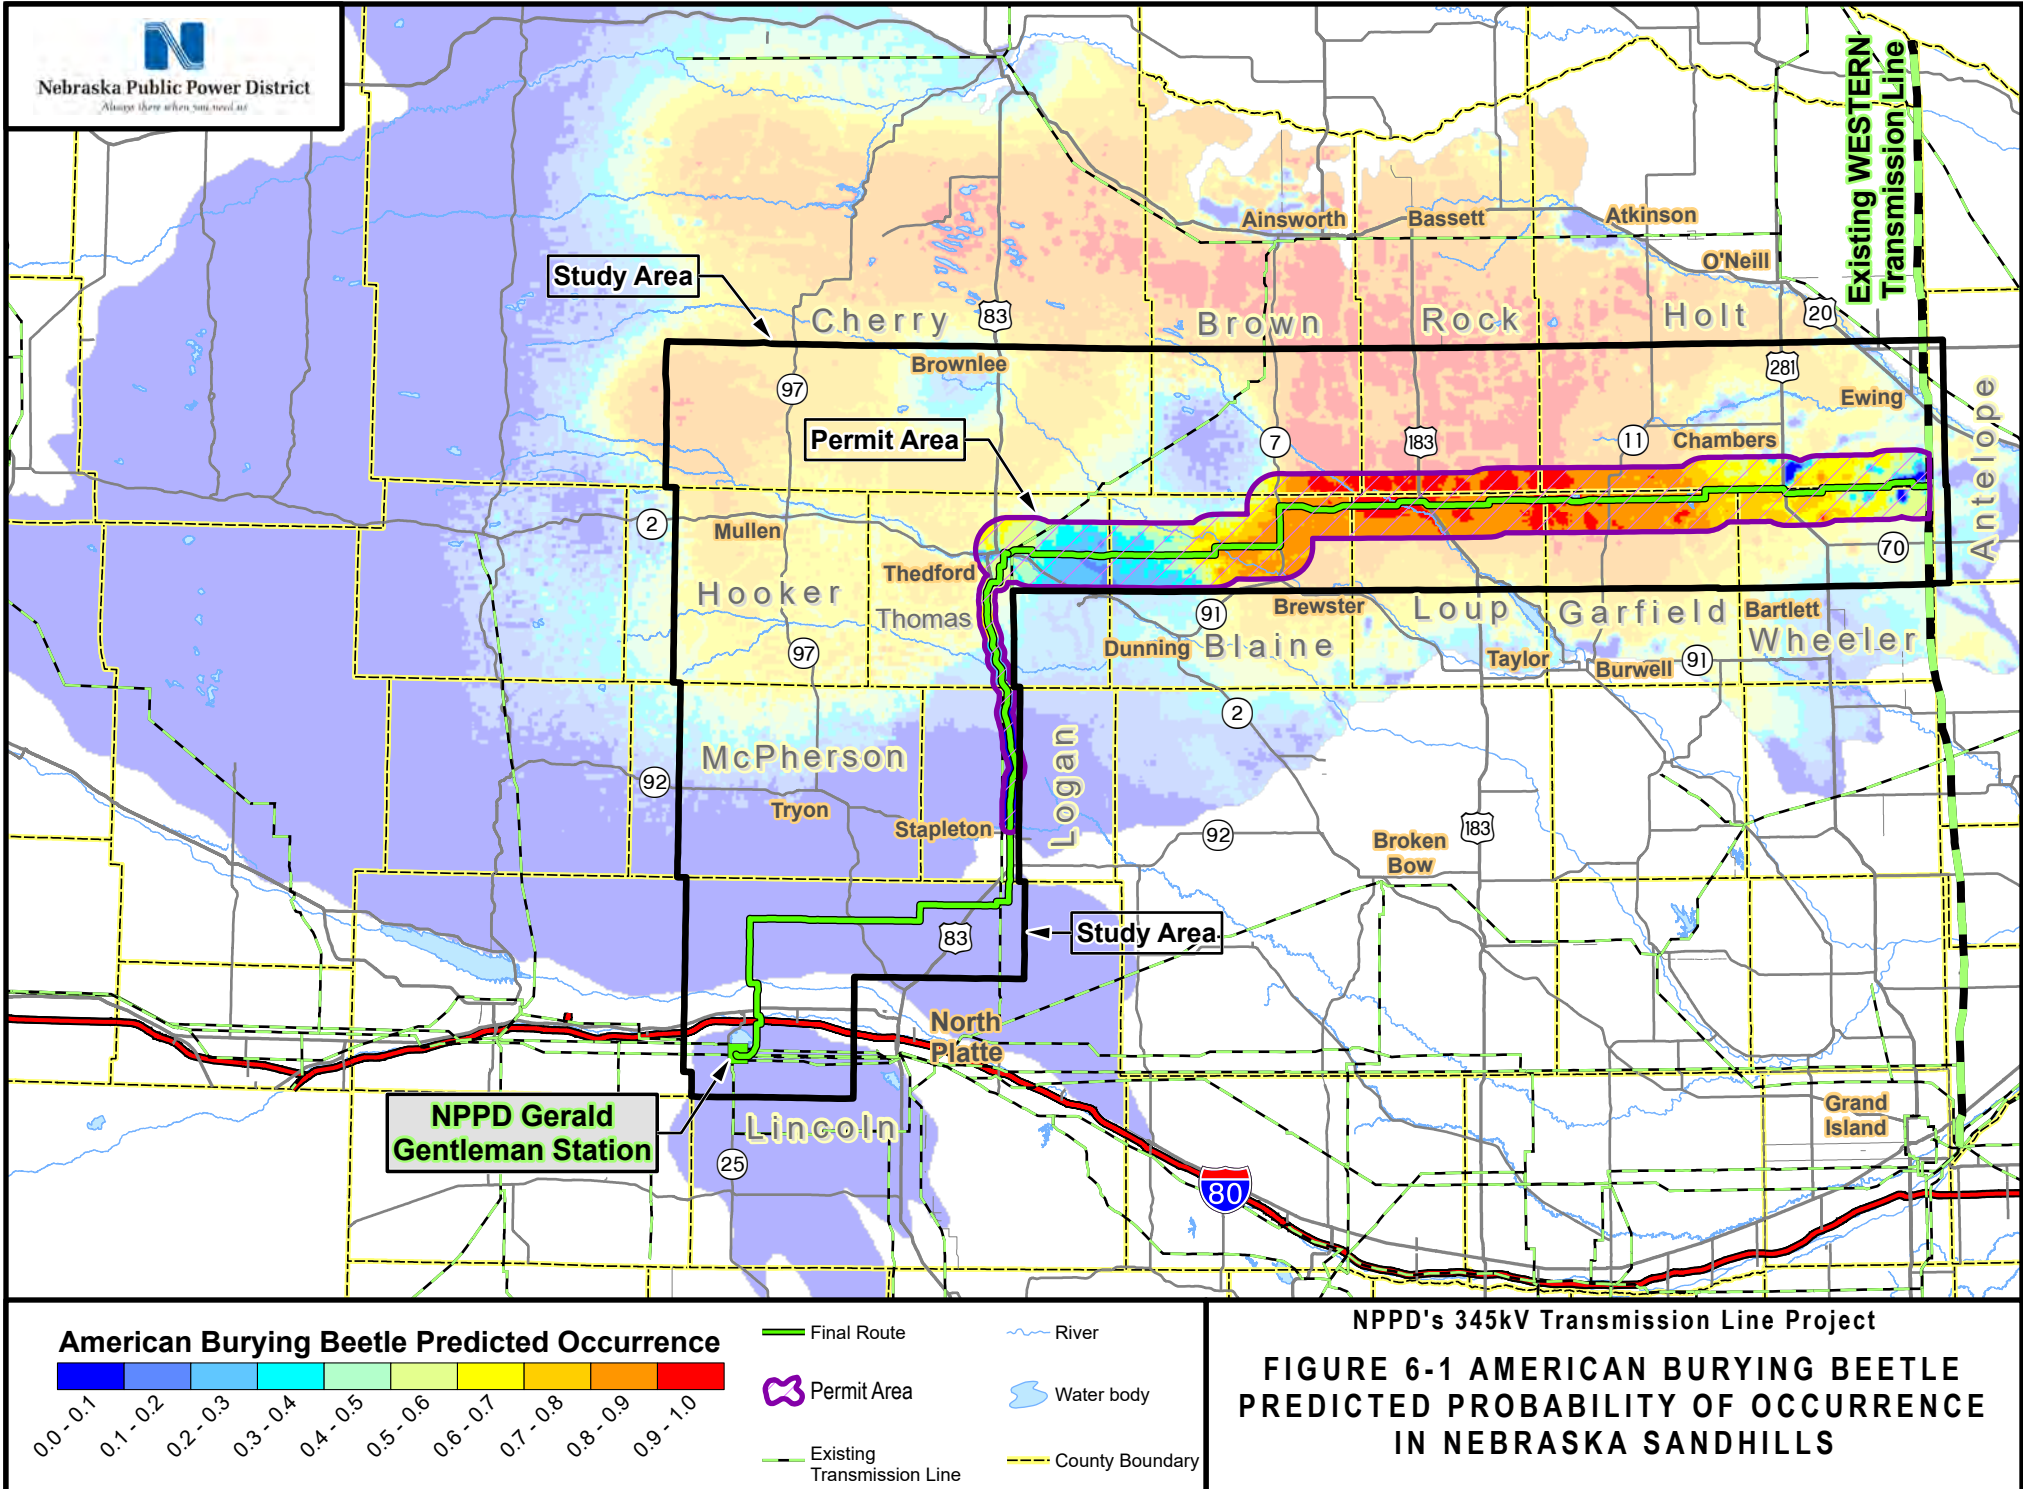 Nebraska Public Power District
Always there when you need us
Existing WESTERN
Transmission Line
Ainsworth
Bassett
Atkinson
O'Neill
Study Area
Cherry
83
Brown
Rock
Holt
20
Brownlee
281
97
Ewing
Permit Area
7
183
11
Chambers
Antelope
2
Mullen
70
Thedford
Hooker
Thomas
91
Brewster
Loup
Garfield
Bartlett
97
Dunning
Blaine
Wheeler
Taylor
Burwell
91
2
McPherson
Logan
92
Tryon
Stapleton
92
183
Broken
Bow
83
Study Area
North
Platte
NPPD Gerald
Gentleman Station
Lincoln
25
80
Grand
Island
American Burying Beetle Predicted Occurrence
0.0 - 0.1
0.1 - 0.2
0.2 - 0.3
0.3 - 0.4
0.4 - 0.5
0.5 - 0.6
0.6 - 0.7
0.7 - 0.8
0.8 - 0.9
0.9 - 1.0
Final Route
Permit Area
Existing
Transmission Line
River
Water body
County Boundary
NPPD's 345kV Transmission Line Project
FIGURE 6-1 AMERICAN BURYING BEETLE
PREDICTED PROBABILITY OF OCCURRENCE
IN NEBRASKA SANDHILLS